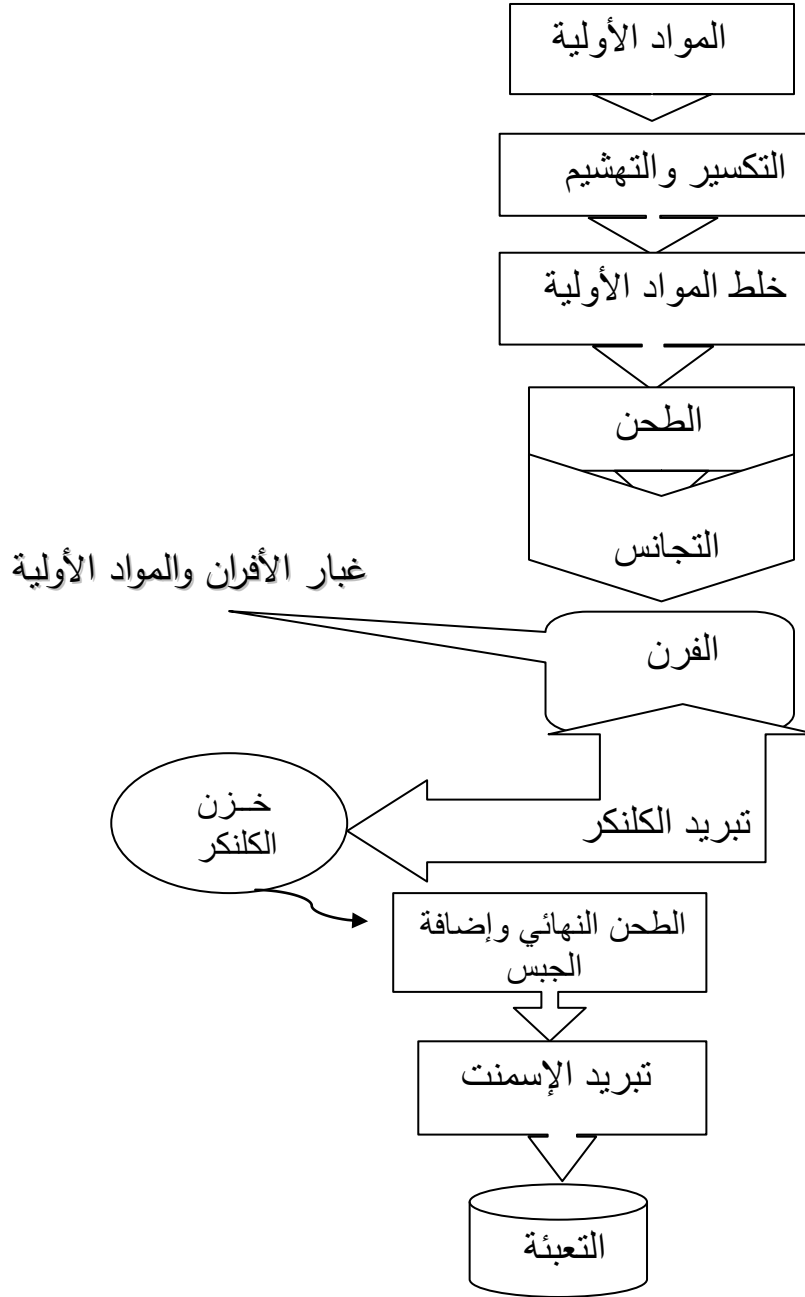 المواد الأولية
التكسير والتهشيم
خلط المواد الأولية
الطحن
التجانس
غبار الأفران والمواد الأولية
الفرن
تبريد الكلنكر
خــزن
الكلنكر
الطحن النهائي وإضافة
الجبس
تبريد الإسمنت
التعبئة